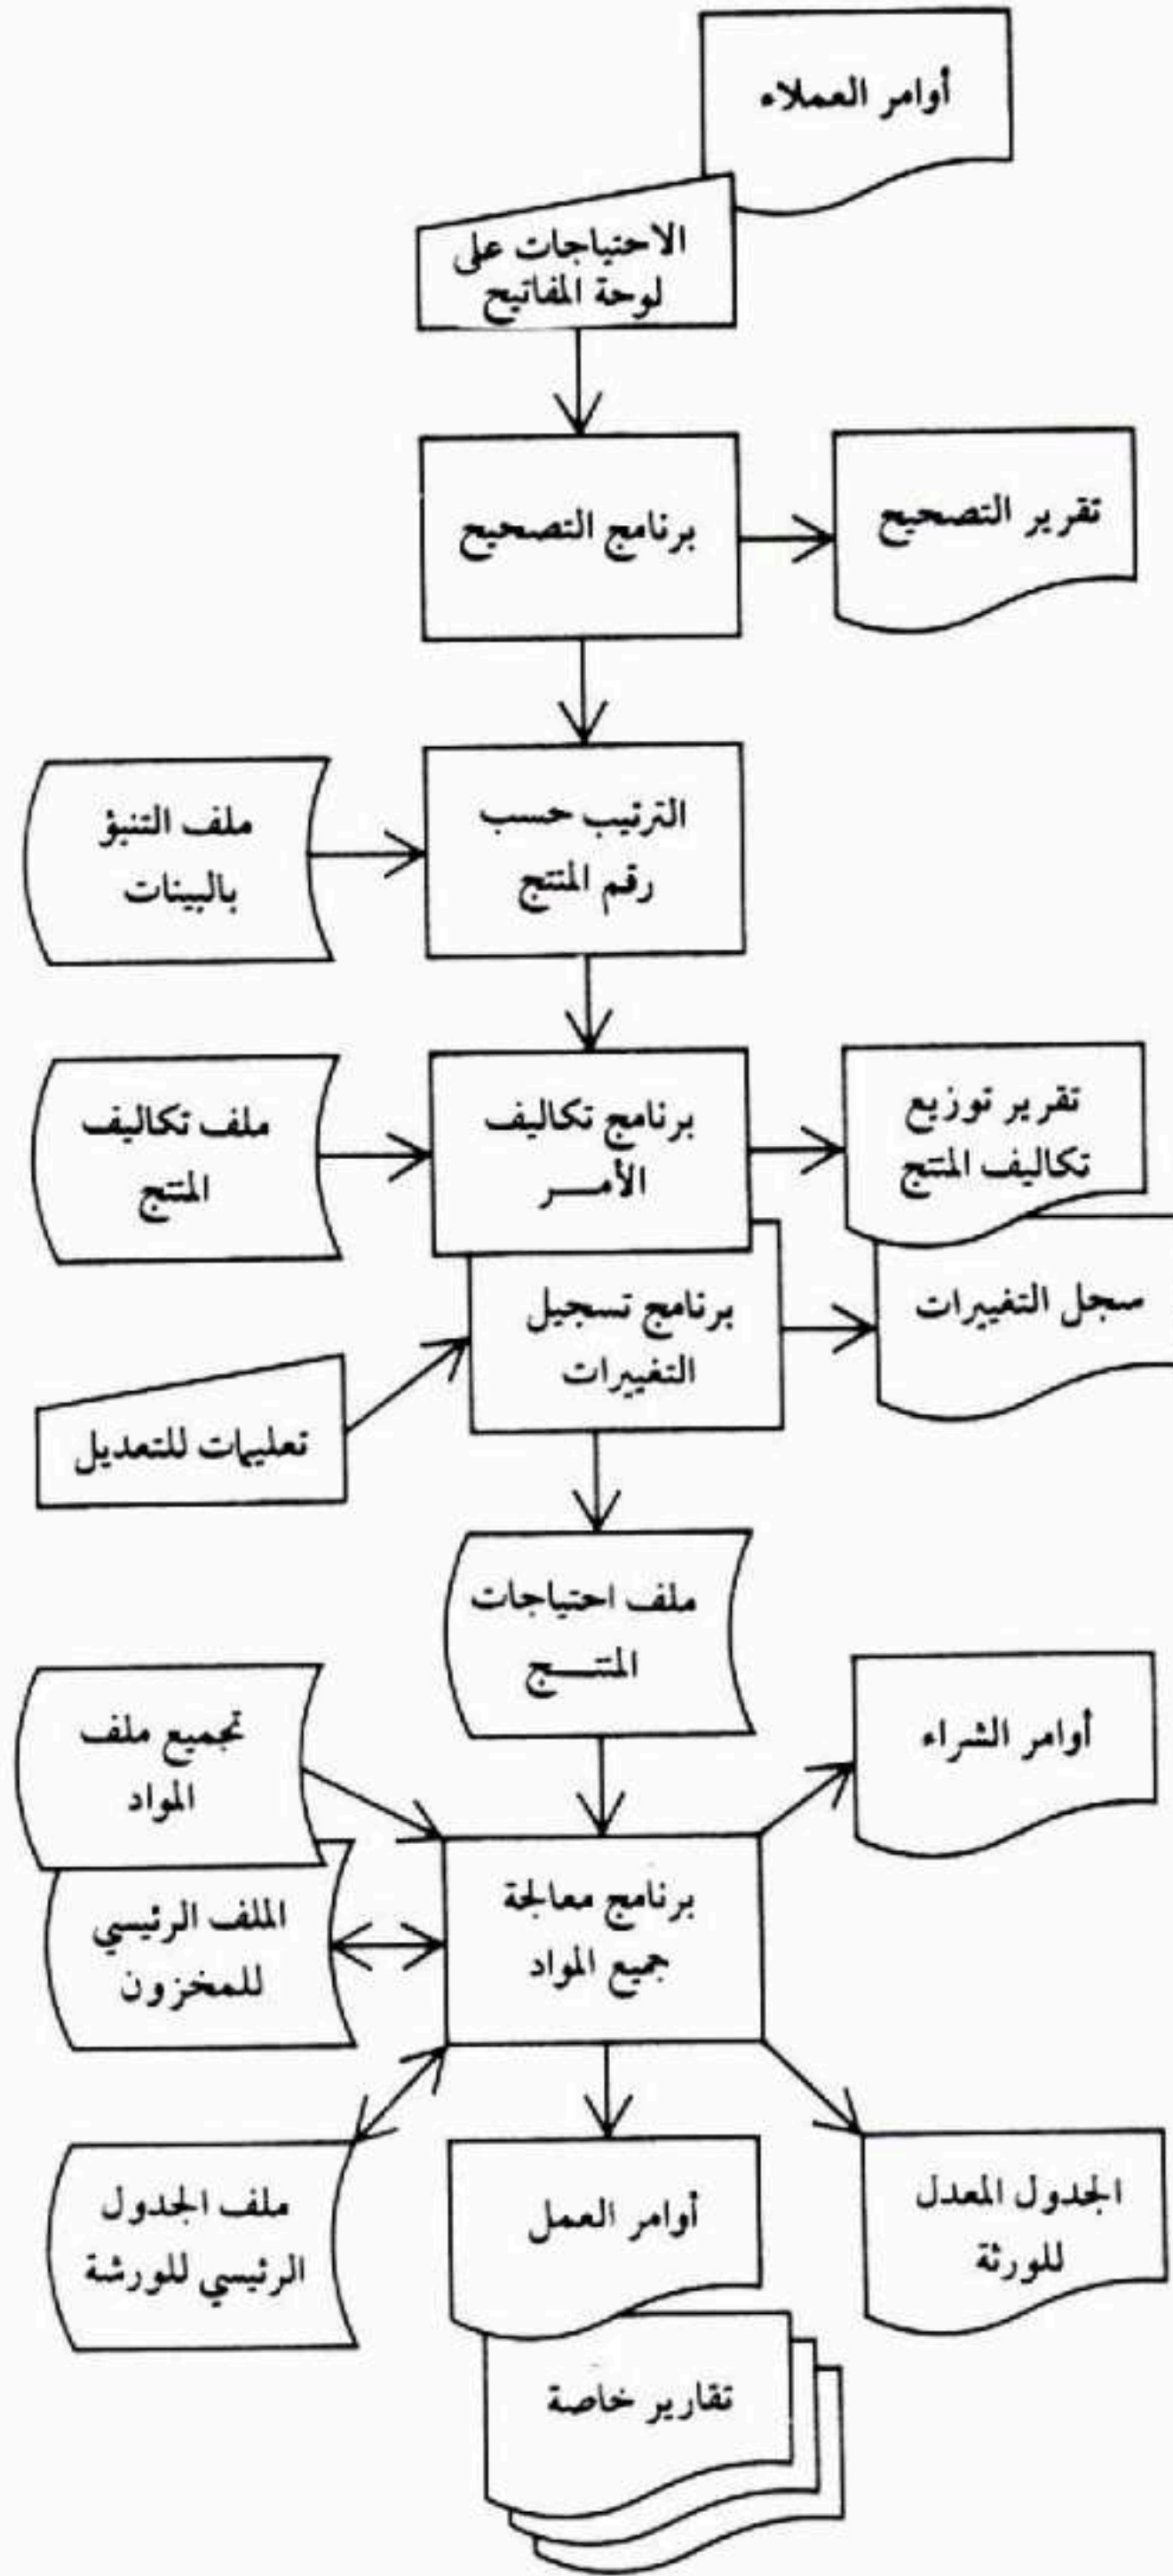 أوامر العملاء
الاحتياجات على
لوحة المفاتيح
برنامج التصحيح
تقرير التصحيح
الترتيب حسب
رقم المنتج
ملف التنبؤ
بالبينات
برنامج تكاليف
الأمـــر
ملف تكاليف
المنتج
تقرير توزيع
تكاليف المنتج
برنامج تسجيل
التغييرات
سجل التغييرات
تعليمات للتعديل
ملف احتياجات
المنتـــج
تجميع ملف
المواد
أوامر الشراء
برنامج معالجة
جميع المواد
الملف الرئيسي
للمخزون
ملف الجدول
الرئيسي للورشة
أوامر العمل
الجدول المعدل
للورثة
تقارير خاصة